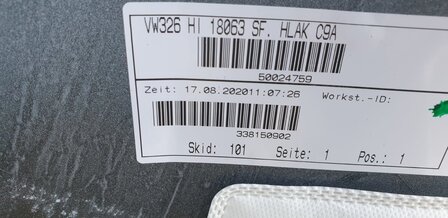 VW326 HI 18063 SF. HLAK C9A
50024759
Zeit: 17.08.202011:07:26 Workst.-ID:
338150902
Skid: 101 Seite: 1 Pos.: 1